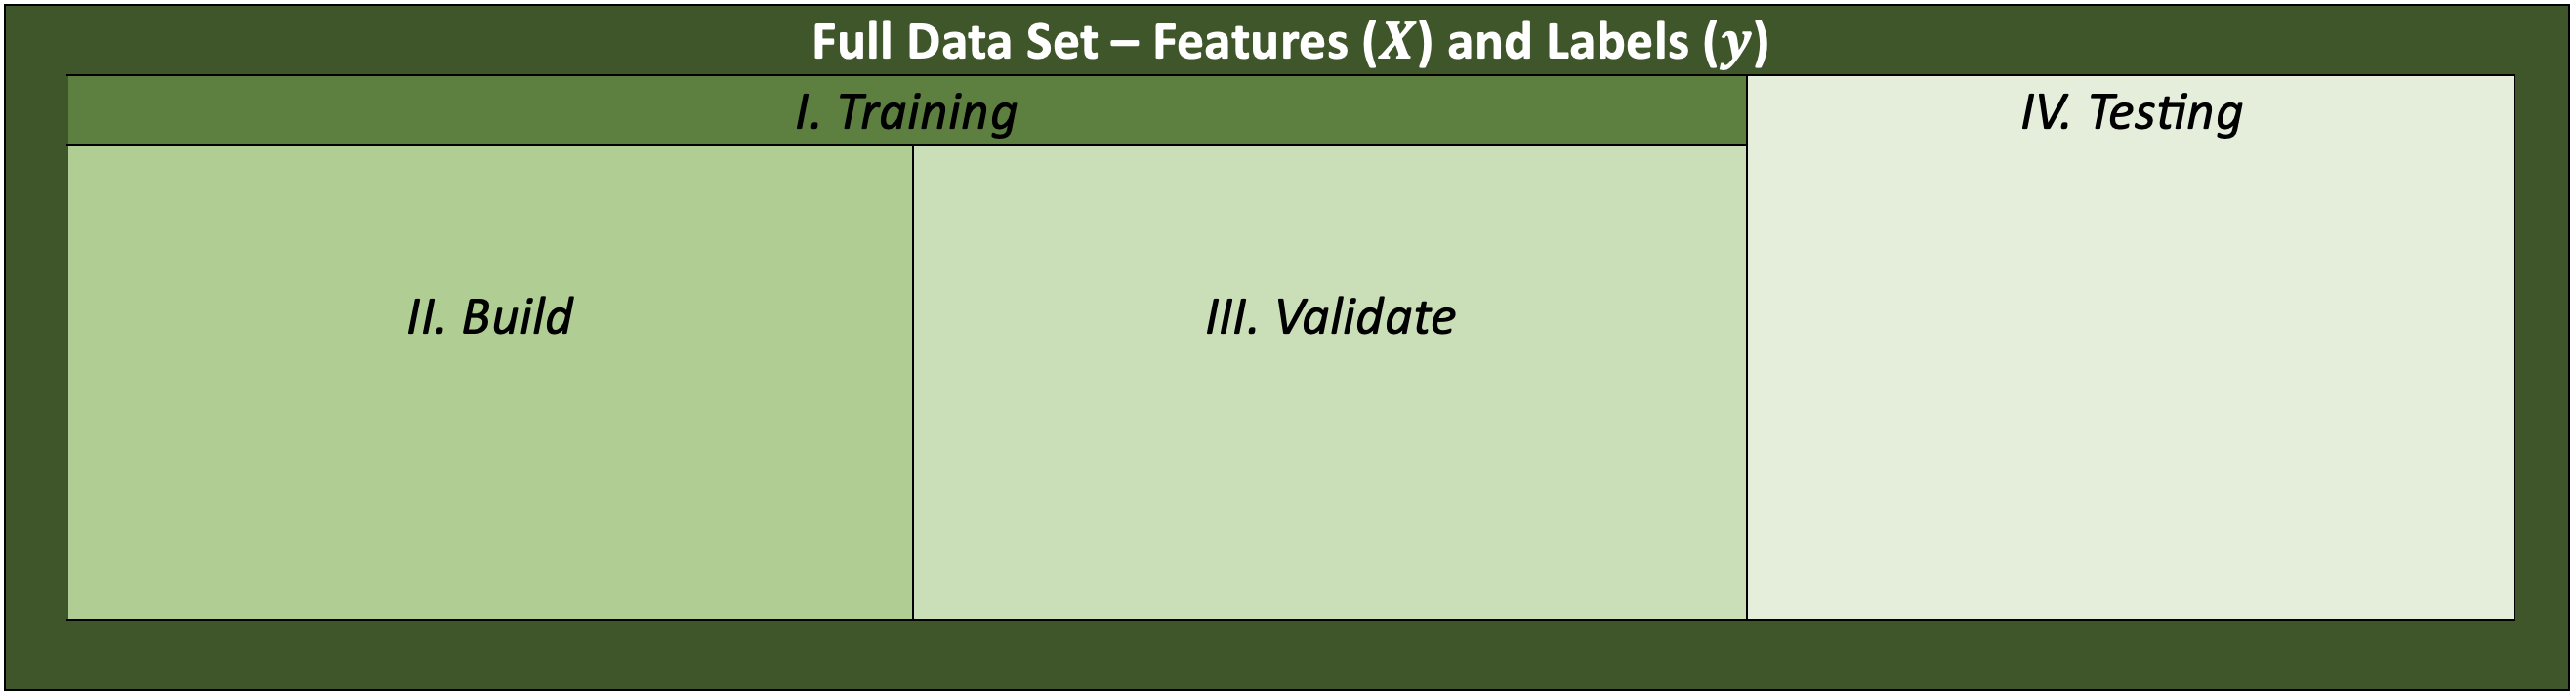 Full Data Set – Features (X) and Labels (y)
I. Training
IV. Testing
II. Build
III. Validate